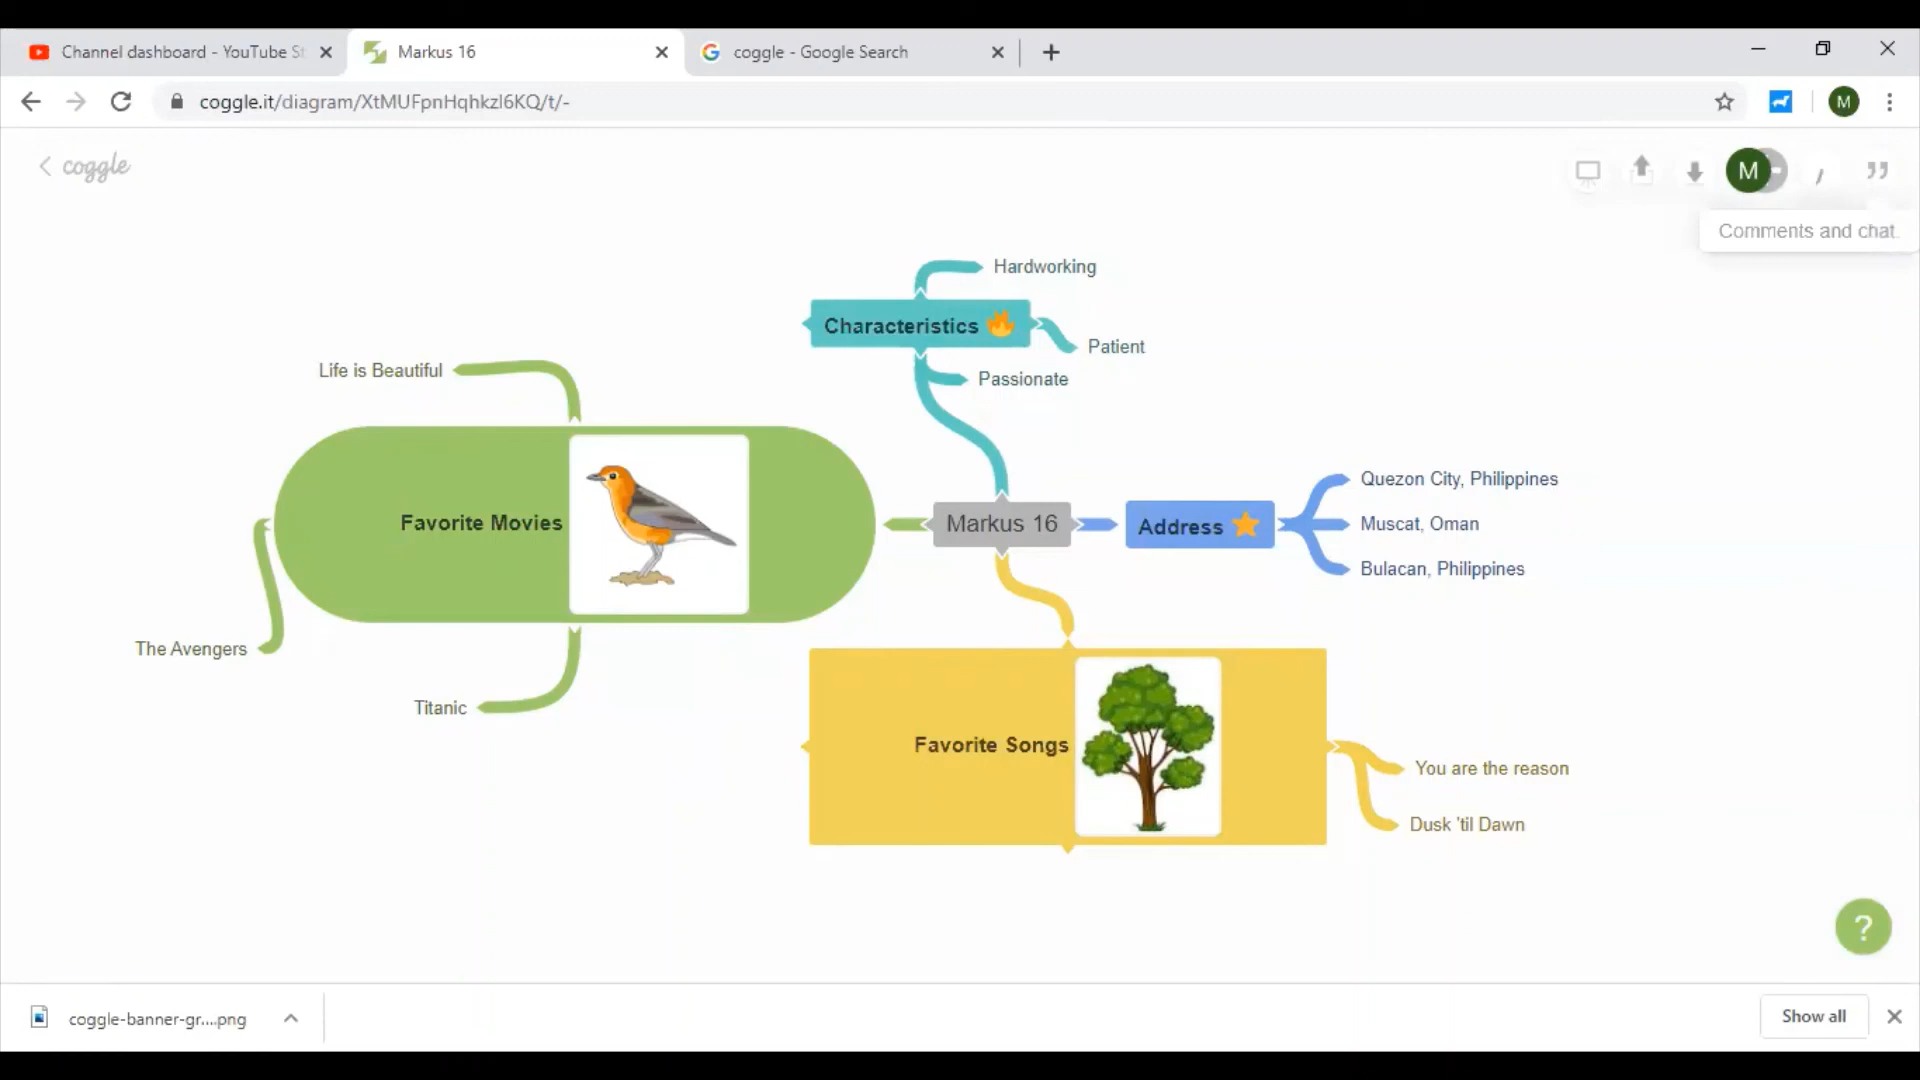 Channel dashboard - YouTube St
Markus 16
coggle - Google Search
coggle.it/diagram/XtMUFpnHqhkzl6KQ/t/-
M
coggle
M
Comments and chat.
Hardworking
Characteristics
Patient
Passionate
Life is Beautiful
Favorite Movies
The Avengers
Titanic
Markus 16
Address
Quezon City, Philippines
Muscat, Oman
Bulacan, Philippines
Favorite Songs
You are the reason
Dusk 'til Dawn
?
coggle-banner-gr....png
Show all